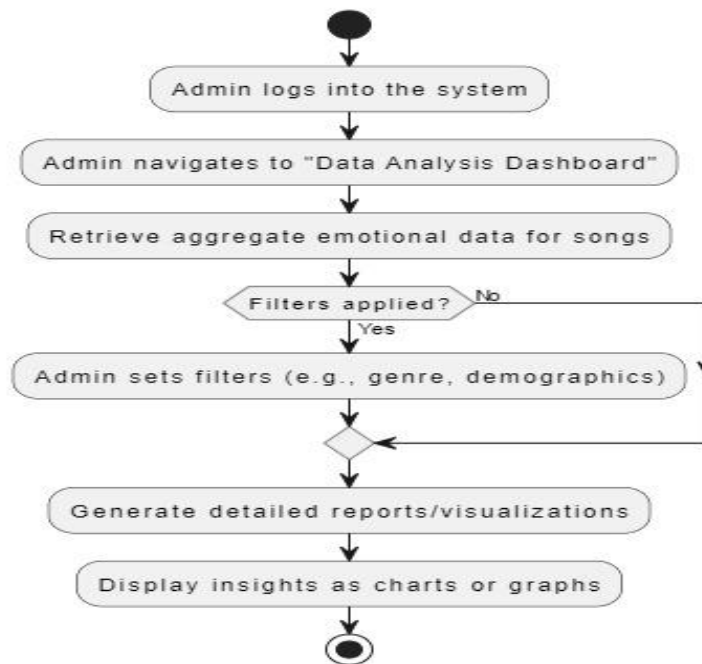 Admin logs into the system
Admin navigates to "Data Analysis Dashboard"
Retrieve aggregate emotional data for songs
Filters applied?
No
Yes
Admin sets filters (e.g., genre, demographics)
Generate detailed reports/visualizations
Display insights as charts or graphs